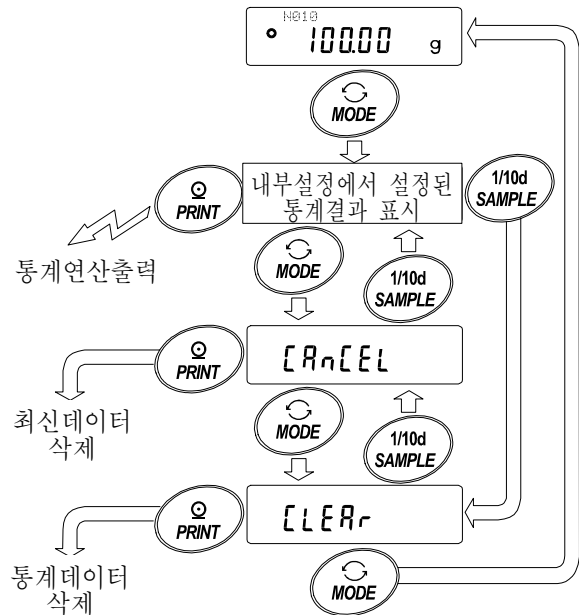 N010
100.00 g
MODE
내부설정에서 설정된
통계결과 표시
PRINT
1/10d
SAMPLE
통계연산출력
MODE
1/10d
SAMPLE
PRINT
CAnCEL
최신데이터
삭제
MODE
1/10d
SAMPLE
PRINT
CLEAr
통계데이터
삭제
MODE